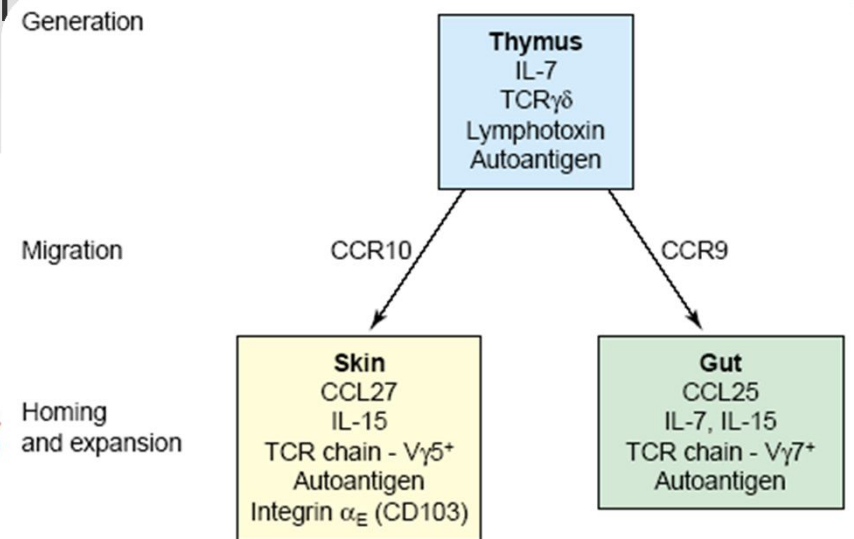 Generation
Thymus
IL-7
TCRγδ
Lymphotoxin
Autoantigen
Migration
CCR10
CCR9
Homing
and expansion
Skin
CCL27
IL-15
TCR chain - Vγ5⁺
Autoantigen
Integrin αE (CD103)
Gut
CCL25
IL-7, IL-15
TCR chain - Vγ7⁺
Autoantigen